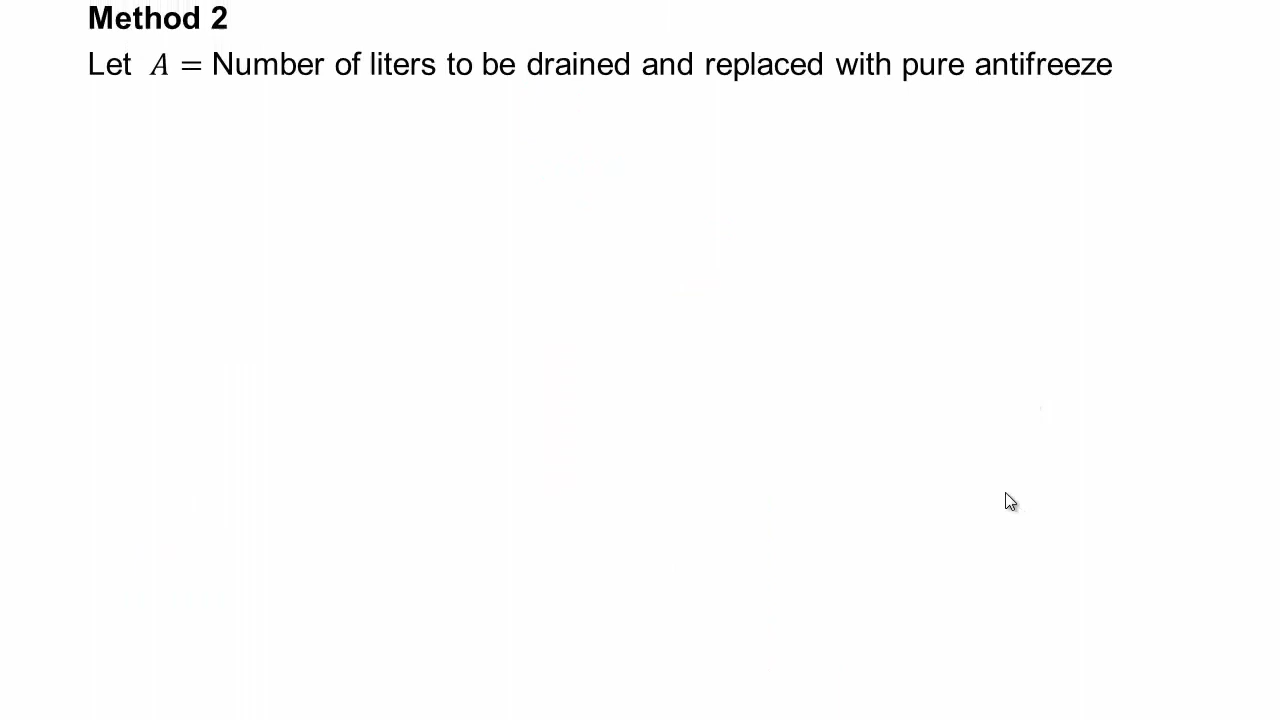 Method 2
Let A = Number of liters to be drained and replaced with pure antifreeze